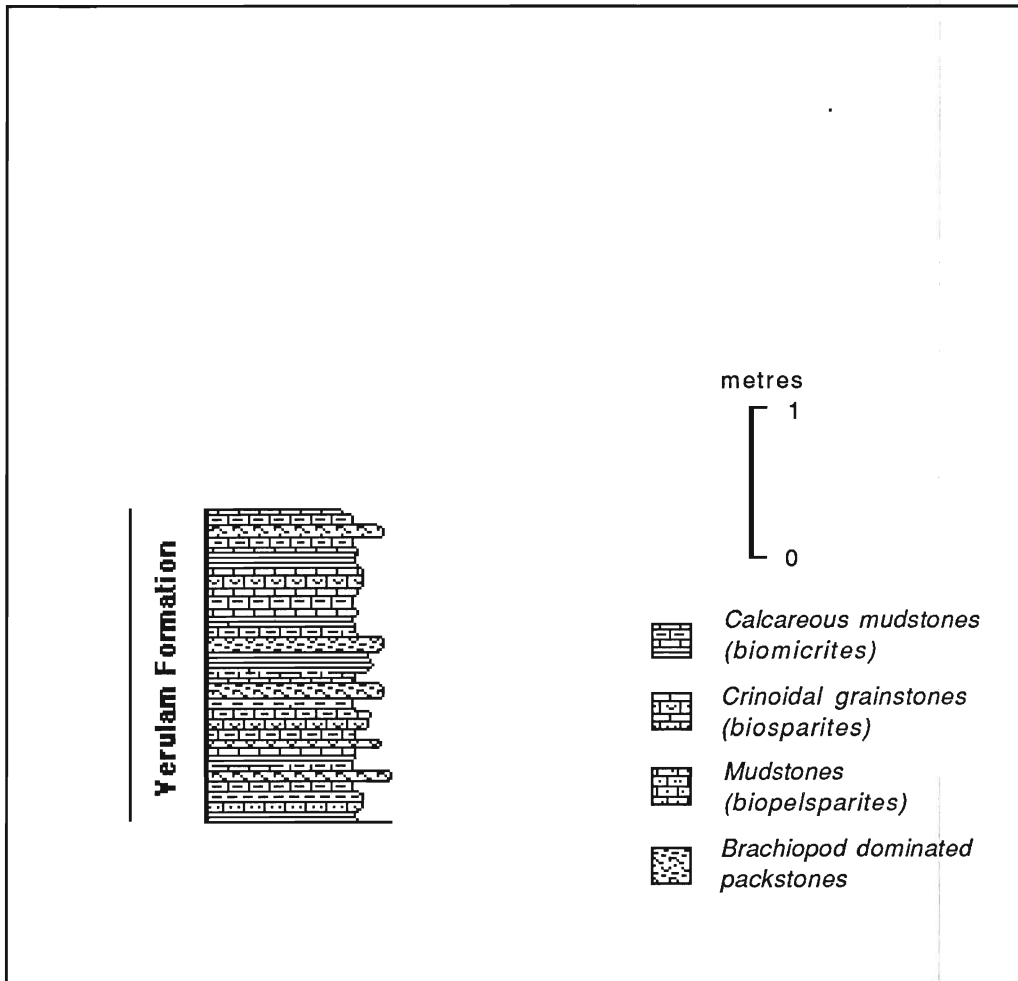 Verulam Formation
metres
1
0
Calcareous mudstones
(biomicrites)
Crinoidal grainstones
(biosparites)
Mudstones
(biopelsparites)
Brachiopod dominated
packstones